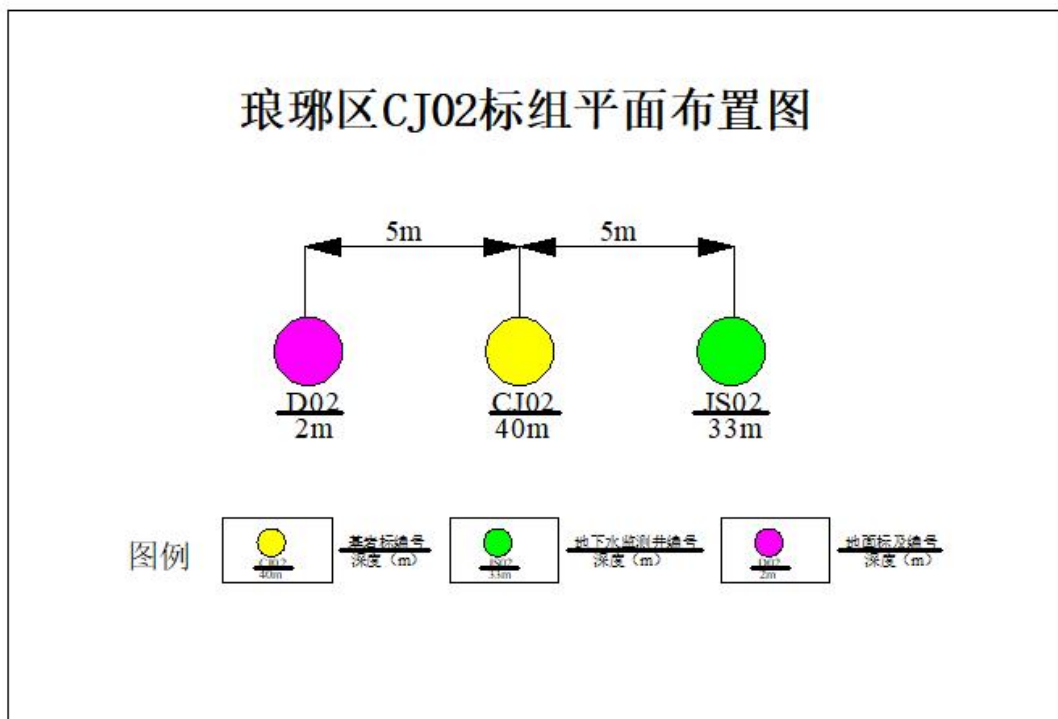 琅琊区CJ02标组平面布置图
5m 5m
D02 CJ02 JS02
2m 40m 33m
图例
CJ02 基岩标编号 JS02 地下水监测井编号 D02 地面标及编号
40m 深度（m） 33m 深度（m） 2m 深度（m）